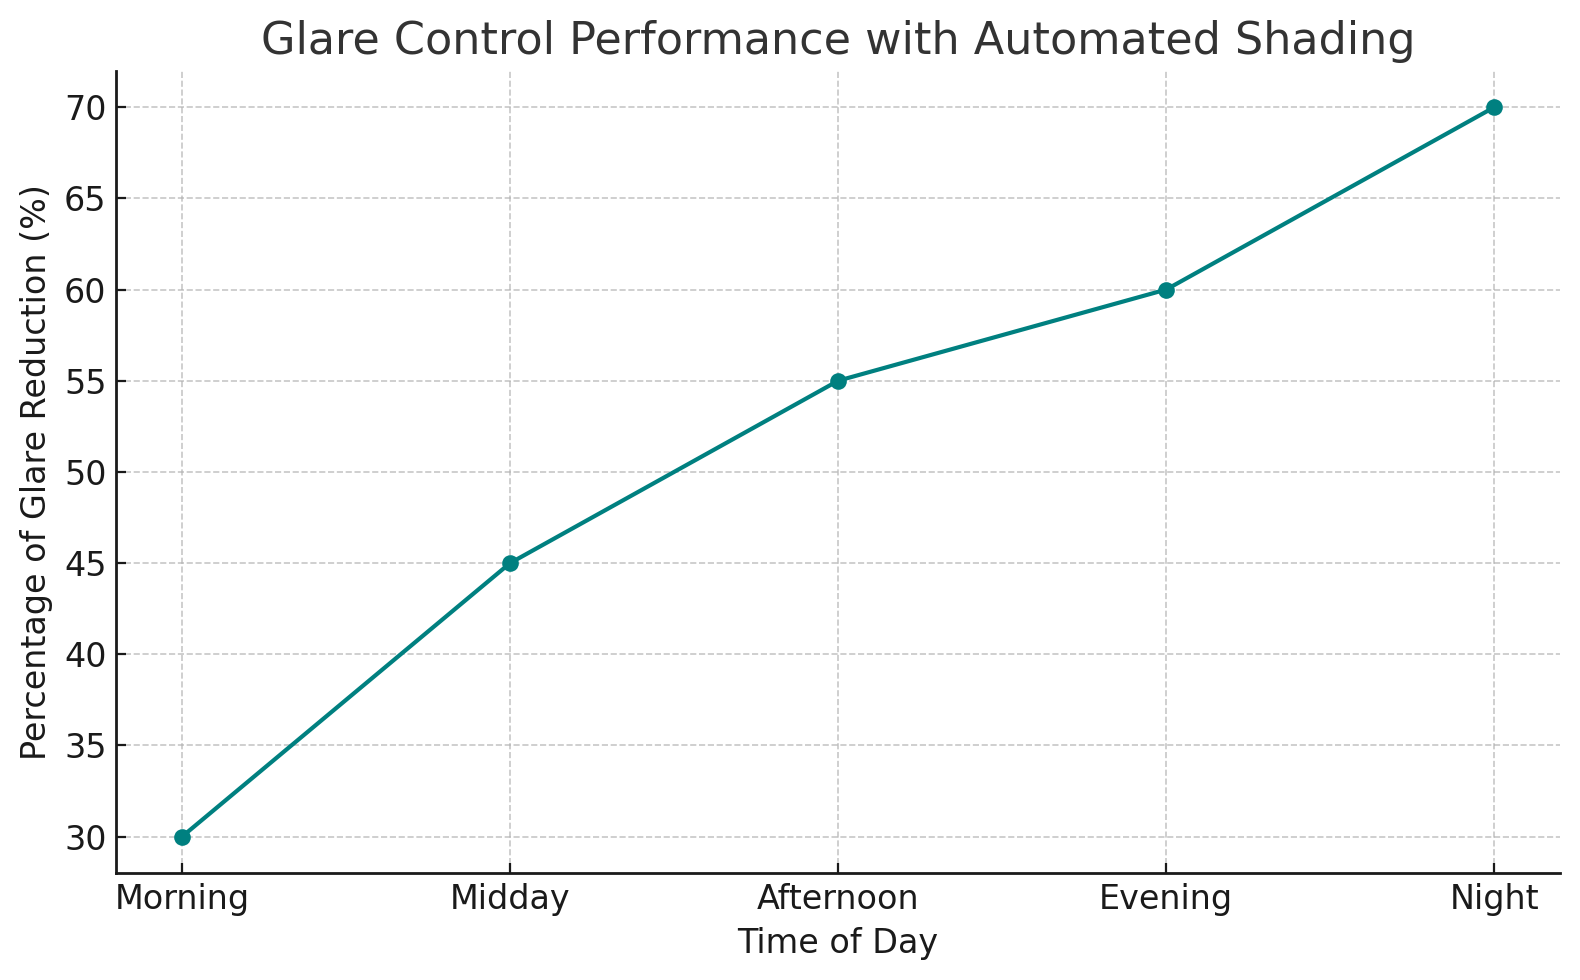 Glare Control Performance with Automated Shading
Percentage of Glare Reduction (%)
70
65
60
55
50
45
40
35
30
Morning Midday Afternoon Evening Night
Time of Day